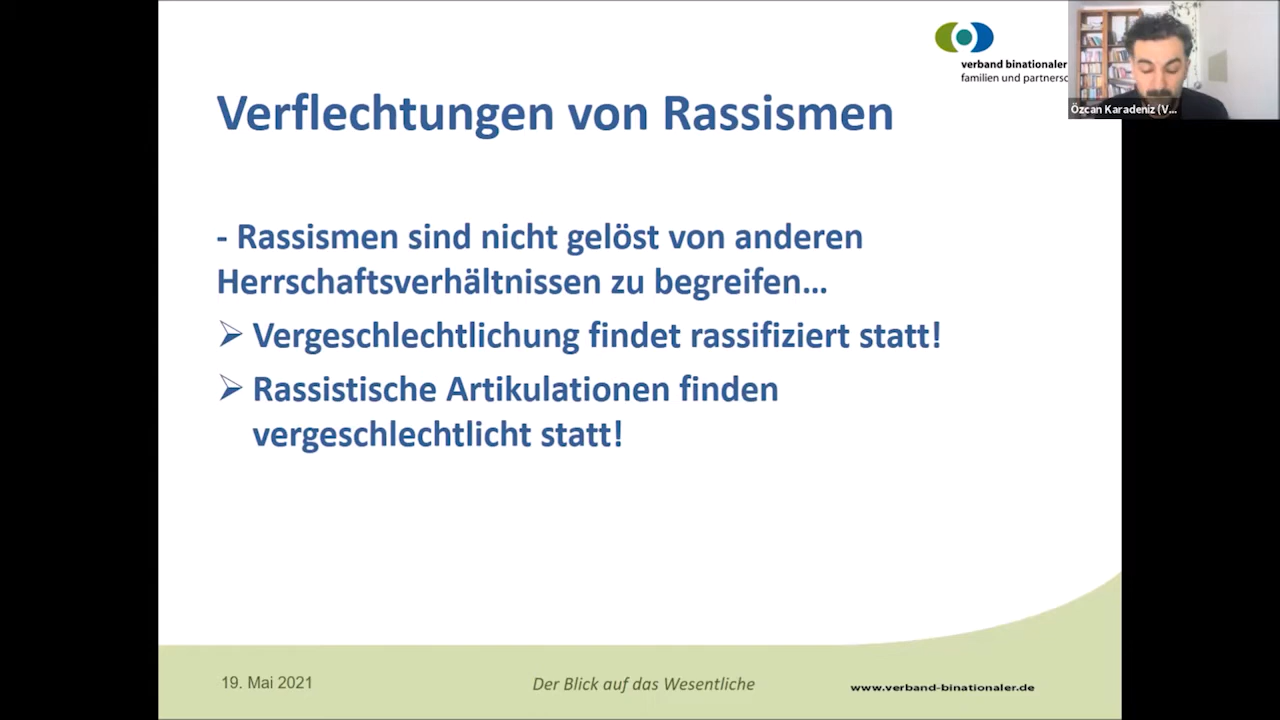 verband binationaler
familien und partnersc
Özcan Karadeniz (V...
Verflechtungen von Rassismen
- Rassismen sind nicht gelöst von anderen
Herrschaftsverhältnissen zu begreifen…
Vergeschlechtlichung findet rassifiziert statt!
Rassistische Artikulationen finden
vergeschlechtlicht statt!
19. Mai 2021
Der Blick auf das Wesentliche
www.verband-binationaler.de